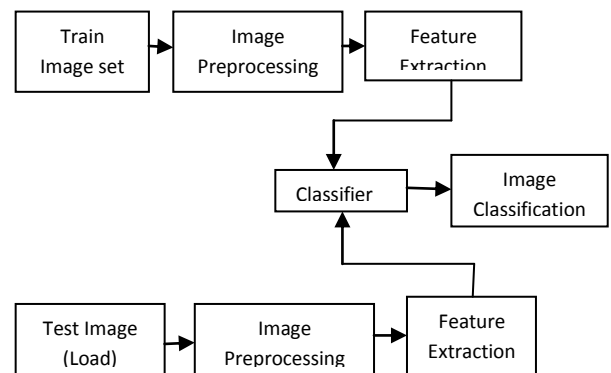 Train
Image set
Image
Preprocessing
Feature
Extraction
Classifier
Image
Classification
Test Image
(Load)
Image
Preprocessing
Feature
Extraction